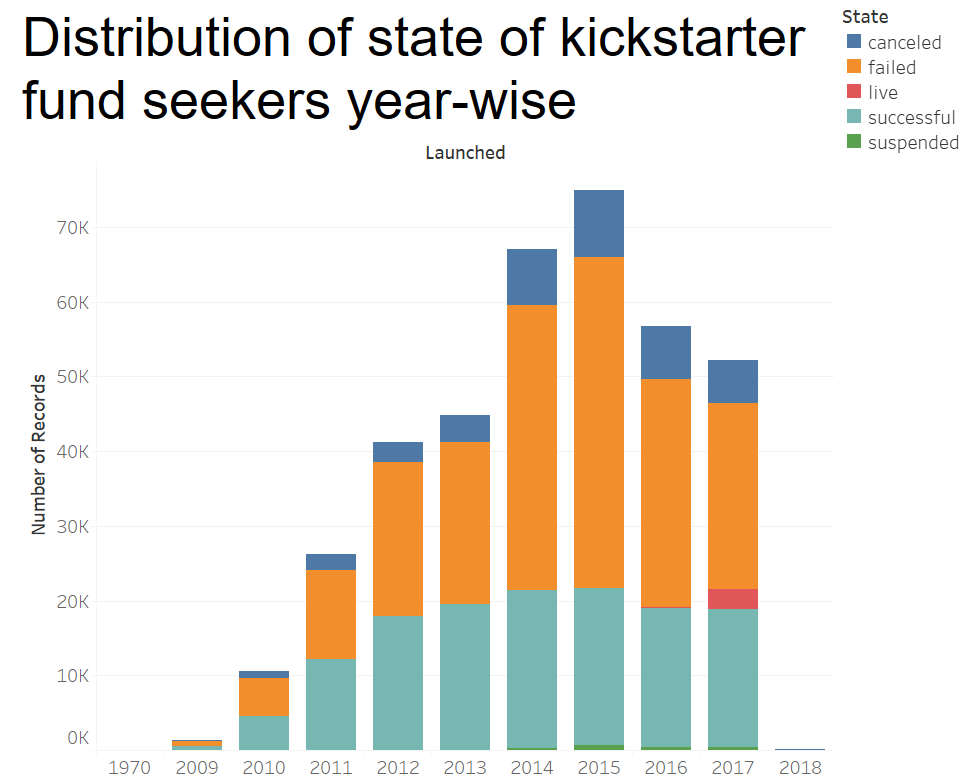 Distribution of state of kickstarter
fund seekers year-wise
State
canceled
failed
live
successful
suspended
Launched
Number of Records
70K
60K
50K
40K
30K
20K
10K
0K
1970 2009 2010 2011 2012 2013 2014 2015 2016 2017 2018